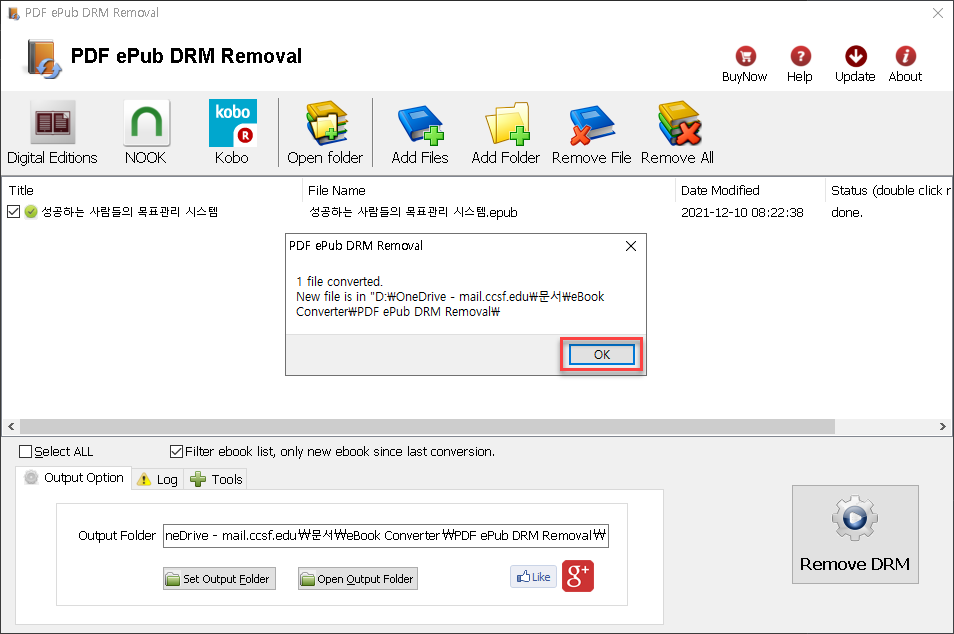 PDF ePub DRM Removal
PDF ePub DRM Removal
BuyNow Help Update About
kobo
R
Digital Editions NOOK Kobo Open folder Add Files Add Folder Remove File Remove All
Title File Name Date Modified Status (double click r
성공하는 사람들의 목표관리 시스템 성공하는 사람들의 목표관리 시스템.epub 2021-12-10 08:22:38 done.
PDF ePub DRM Removal
1 file converted.
New file is in "D:₩OneDrive - mail.ccsf.edu₩문서₩eBook
Converter₩PDF ePub DRM Removal₩
OK
Select ALL Filter ebook list, only new ebook since last conversion.
Output Option Log Tools
Output Folder neDrive - mail.ccsf.edu₩문서₩eBook Converter₩PDF ePub DRM Removal₩
Set Output Folder Open Output Folder Like g+
Remove DRM